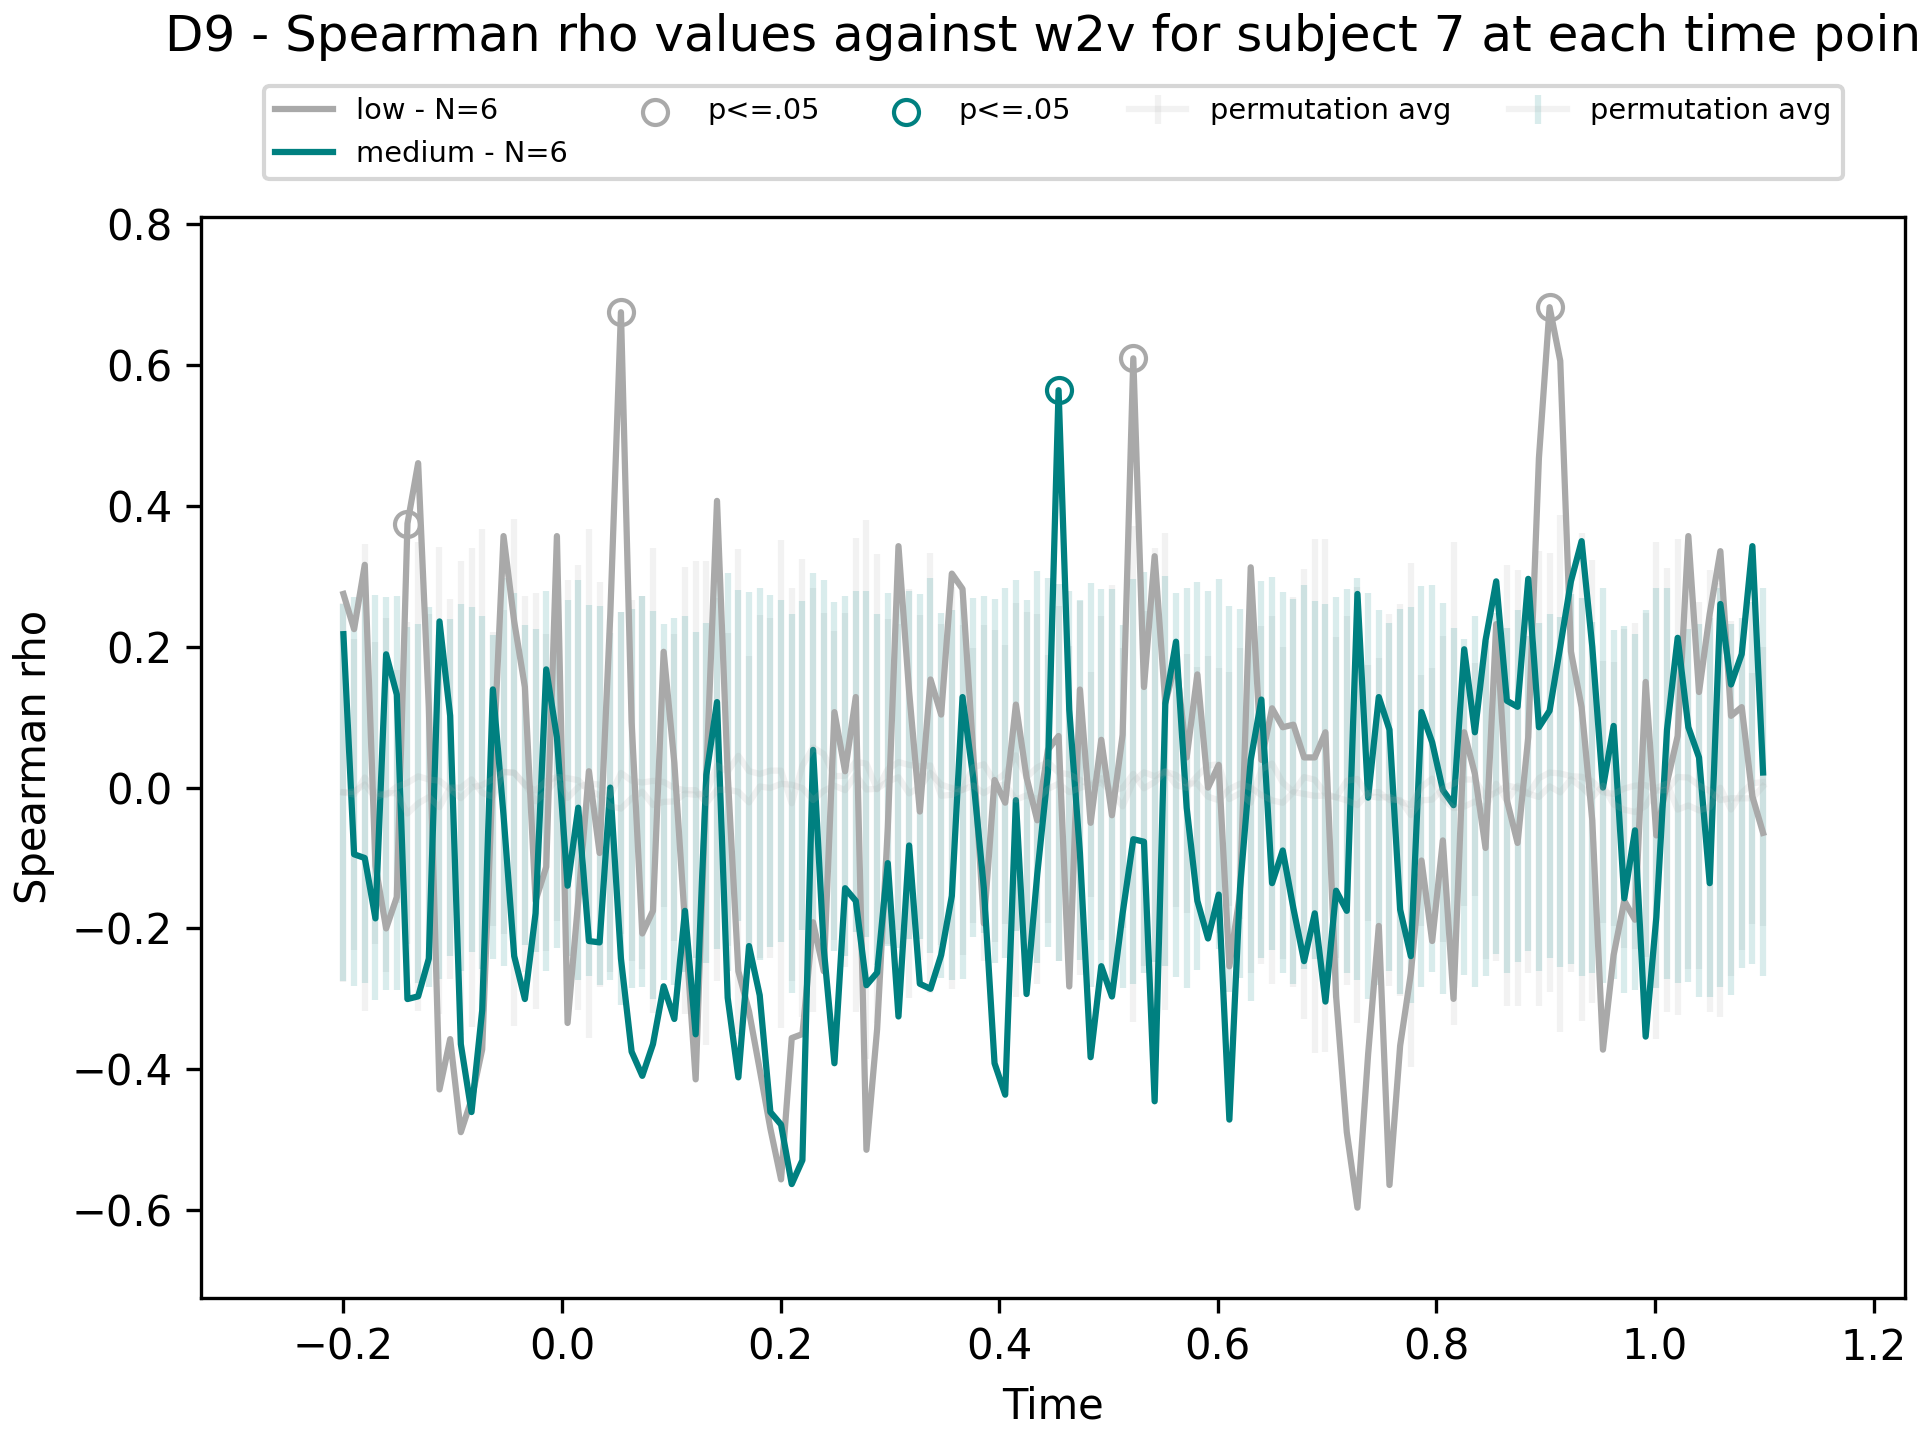 D9 - Spearman rho values against w2v for subject 7 at each time poin
low - N=6
medium - N=6
p<=.05
p<=.05
permutation avg
permutation avg
Spearman rho
0.8
0.6
0.4
0.2
0.0
−0.2
−0.4
−0.6
−0.2 0.0 0.2 0.4 0.6 0.8 1.0 1.2
Time